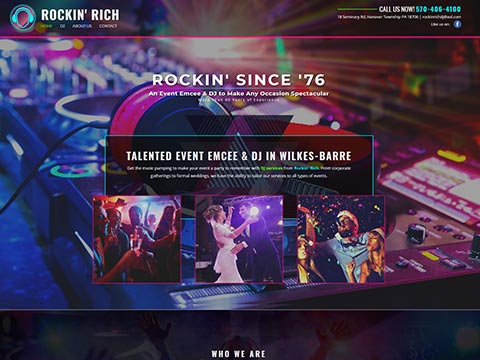 ROCKIN' RICH
CALL US NOW! 570-406-4100
18 Seminary Rd, Hanover Township PA 18706 | rockinrich@aol.com
HOME DJ ABOUT US CONTACT
Like us on:
ROCKIN' SINCE '76
An Event Emcee & DJ to Make Any Occasion Spectacular
More than 40 Years of Experience
TALENTED EVENT EMCEE & DJ IN WILKES-BARRE
Get the music pumping to make your event a party to remember with DJ services from Rockin' Rich. From corporate
gatherings to formal weddings, we have the ability to tailor our services to all types of events.
WHO WE ARE